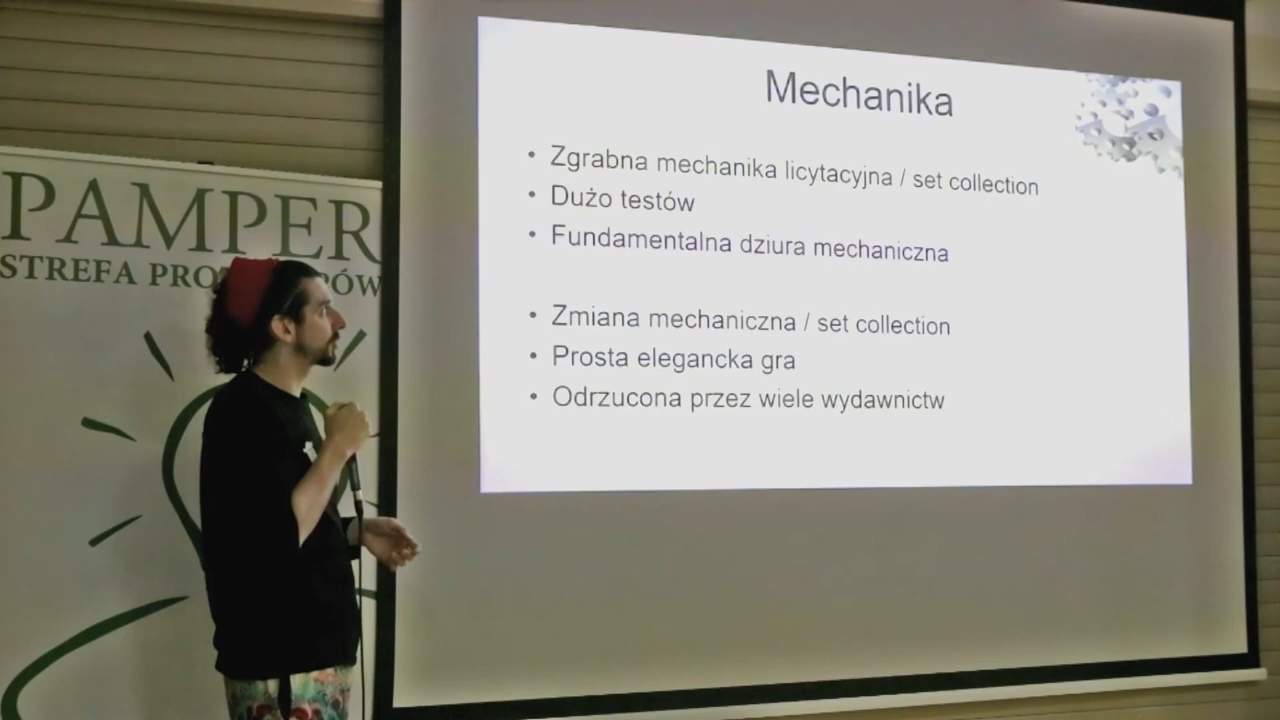 PAMPER
STREFA PRO
ÓW
Mechanika
• Zgrabna mechanika licytacyjna / set collection
• Dużo testów
• Fundamentalna dziura mechaniczna
• Zmiana mechaniczna / set collection
• Prosta elegancka gra
• Odrzucona przez wiele wydawnictw